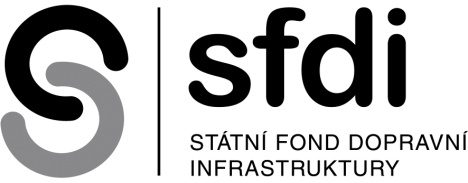 sfdi
STÁTNÍ FOND DOPRAVNÍ
INFRASTRUKTURY